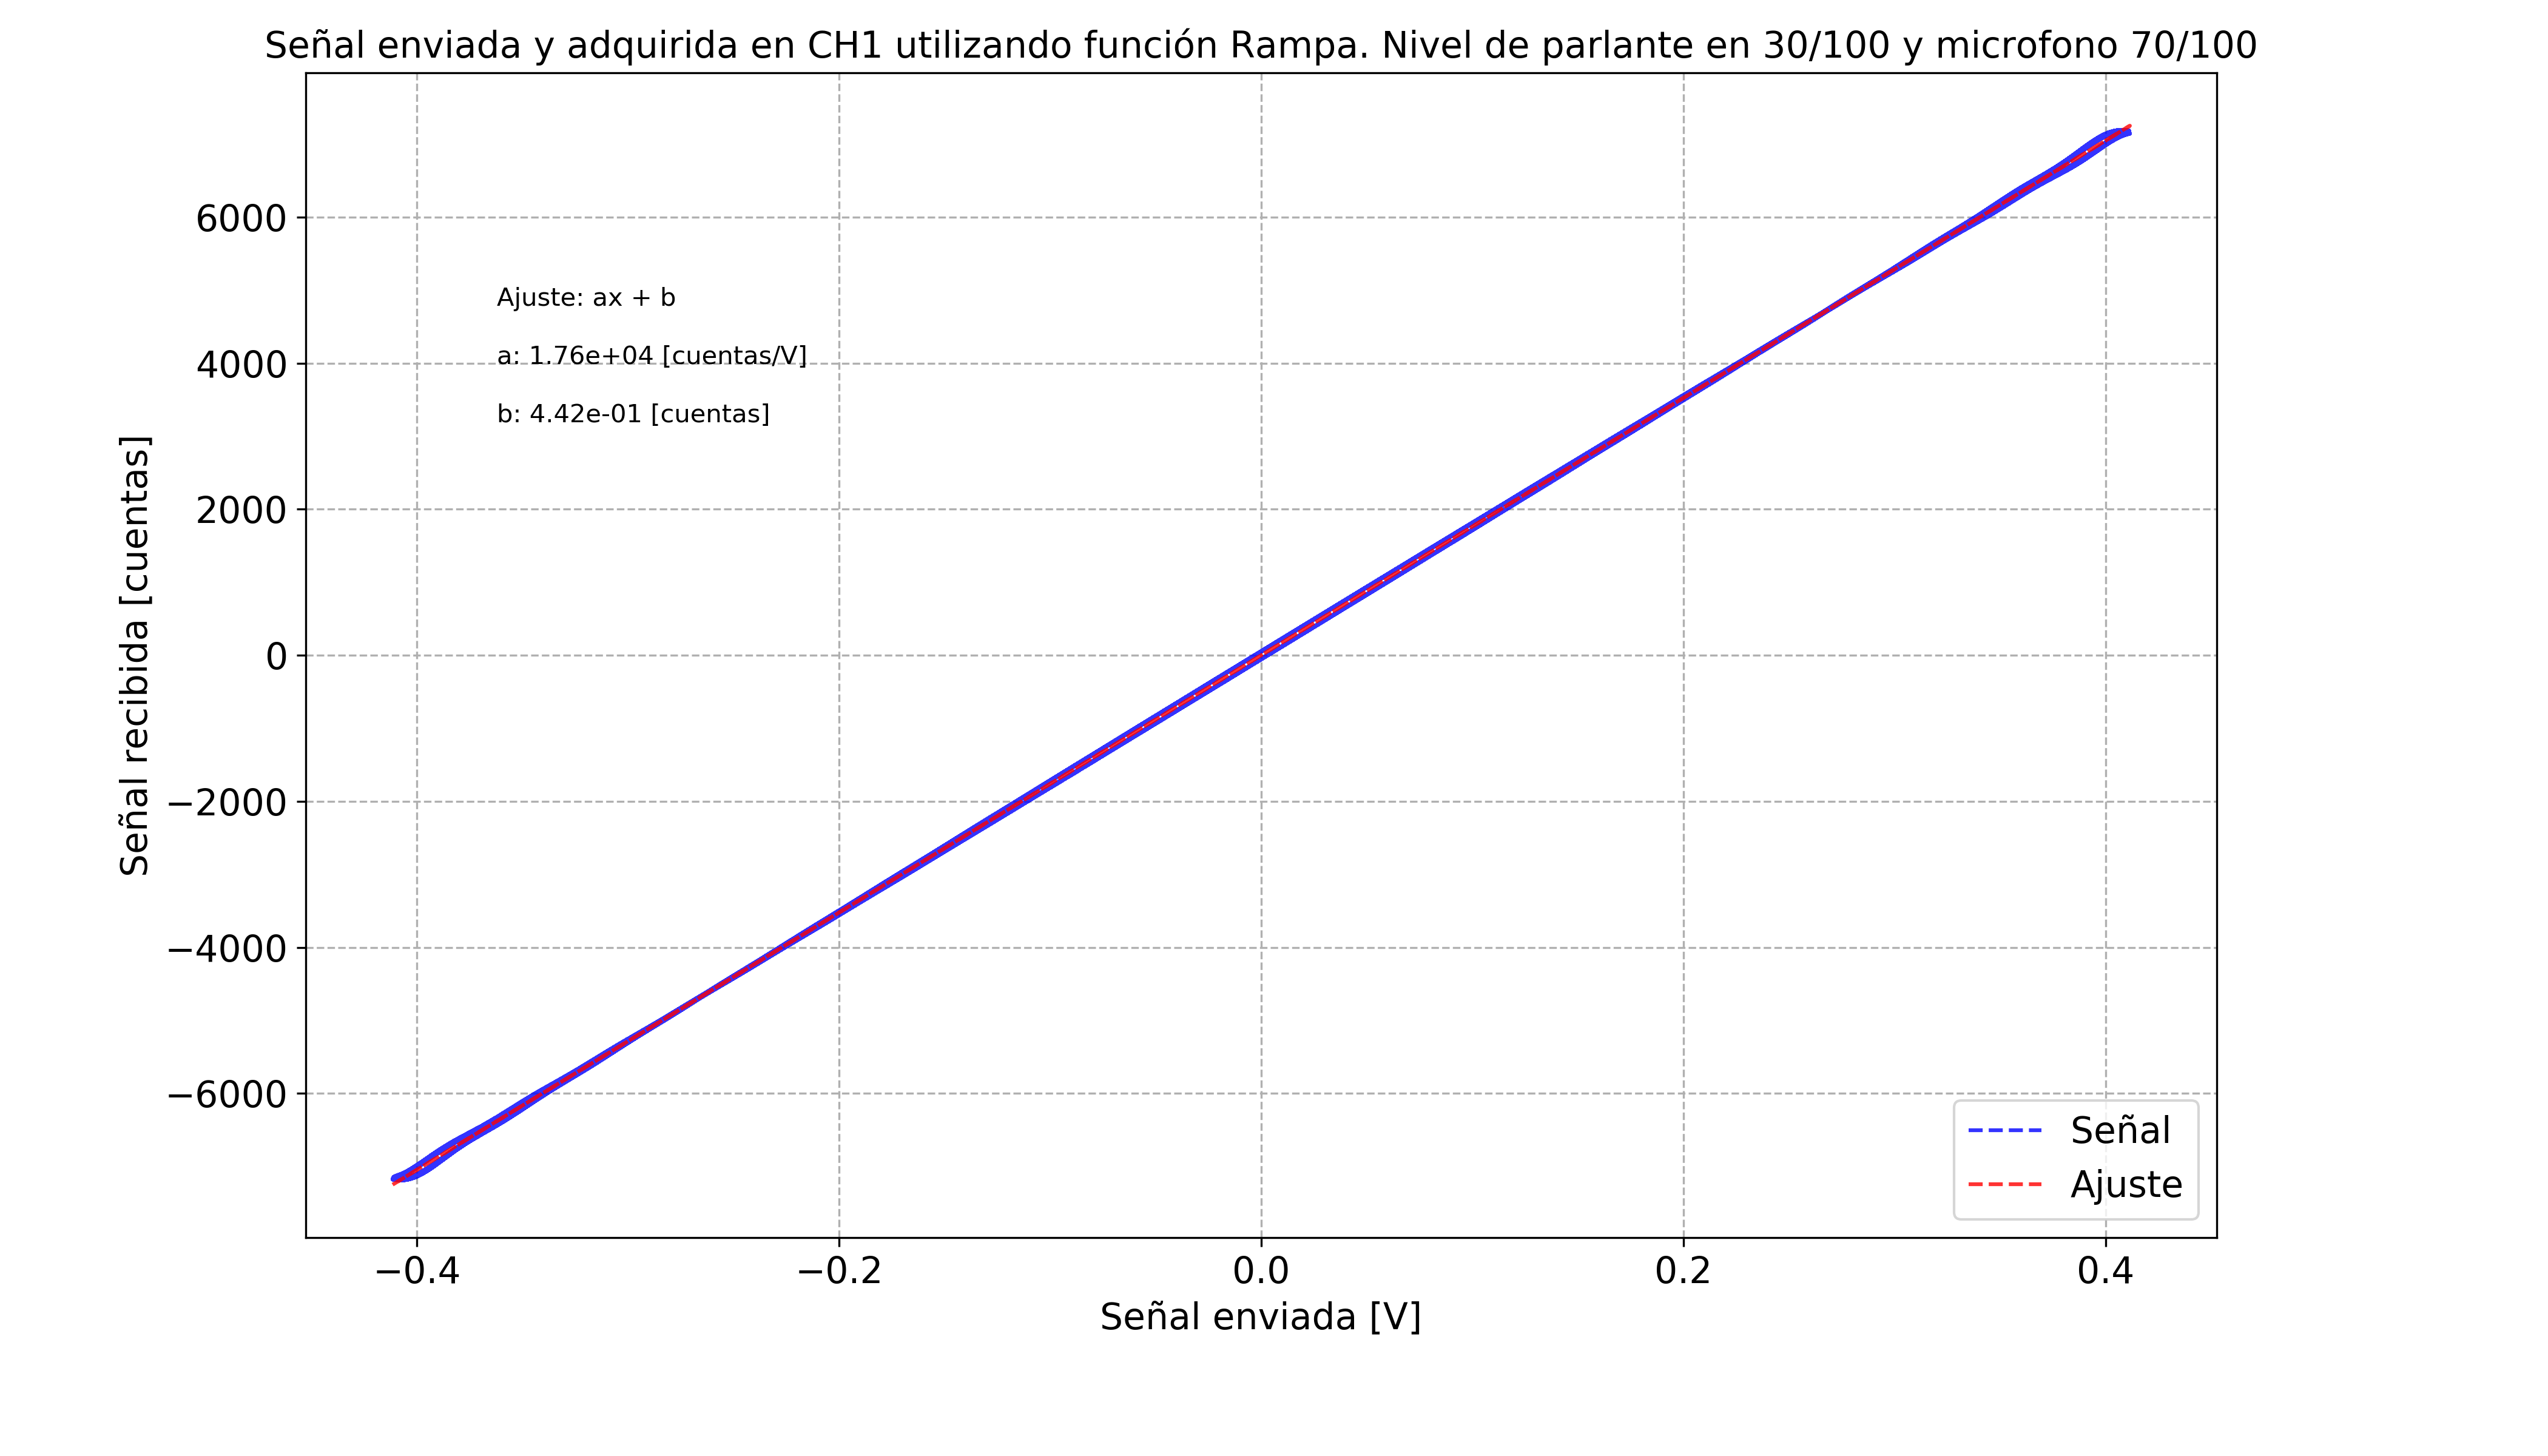 Señal enviada y adquirida en CH1 utilizando función Rampa. Nivel de parlante en 30/100 y microfono 70/100
Señal recibida [cuentas]
6000
4000
2000
0
−2000
−4000
−6000
Ajuste: ax + b
a: 1.76e+04 [cuentas/V]
b: 4.42e-01 [cuentas]
Señal
Ajuste
−0.4
−0.2
0.0
0.2
0.4
Señal enviada [V]